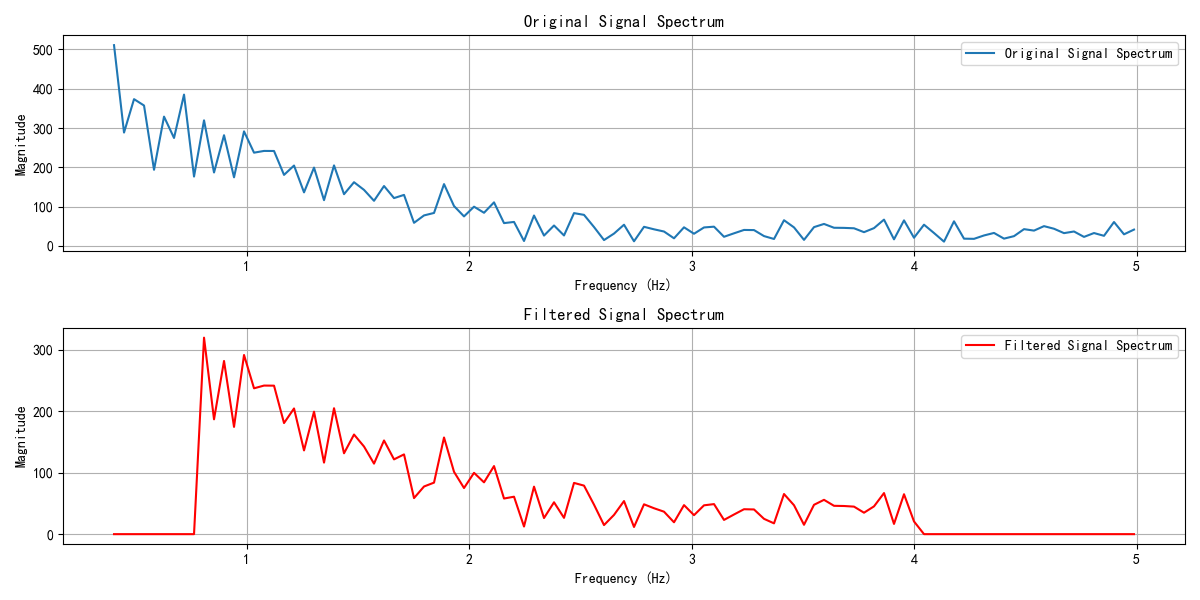 Original Signal Spectrum
Magnitude
500
400
300
200
100
0
Original Signal Spectrum
1 2 3 4 5
Frequency (Hz)
Filtered Signal Spectrum
Magnitude
300
200
100
0
Filtered Signal Spectrum
1 2 3 4 5
Frequency (Hz)